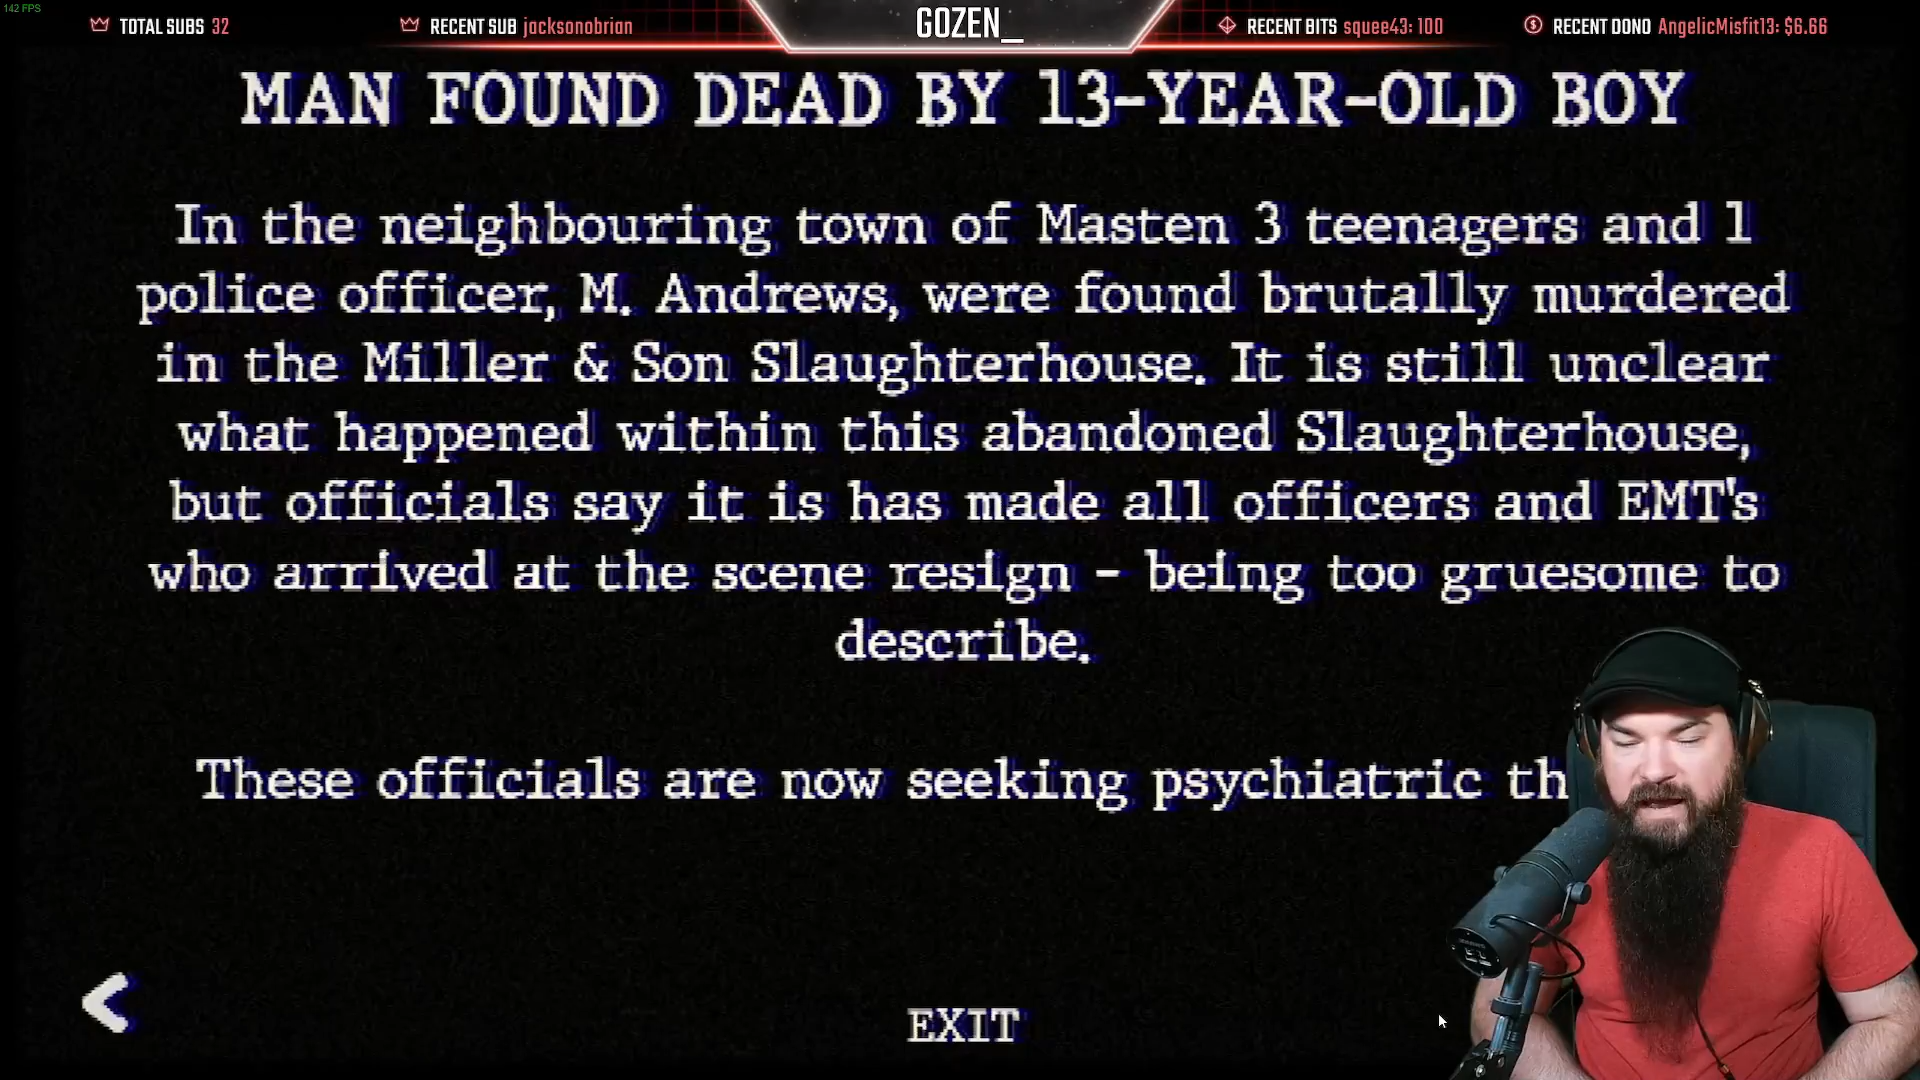 142 FPS
TOTAL SUBS 32
RECENT SUB jacksonobrian
GOZEN_
RECENT BITS squee43: 100
RECENT DONO AngelicMisfit13: $6.66
MAN FOUND DEAD BY 13-YEAR-OLD BOY
In the neighbouring town of Masten 3 teenagers and 1
police officer, M. Andrews, were found brutally murdered
in the Miller & Son Slaughterhouse. It is still unclear
what happened within this abandoned Slaughterhouse,
but officials say it is has made all officers and EMT's
who arrived at the scene resign - being too gruesome to
describe.
These officials are now seeking psychiatric th
<
EXIT